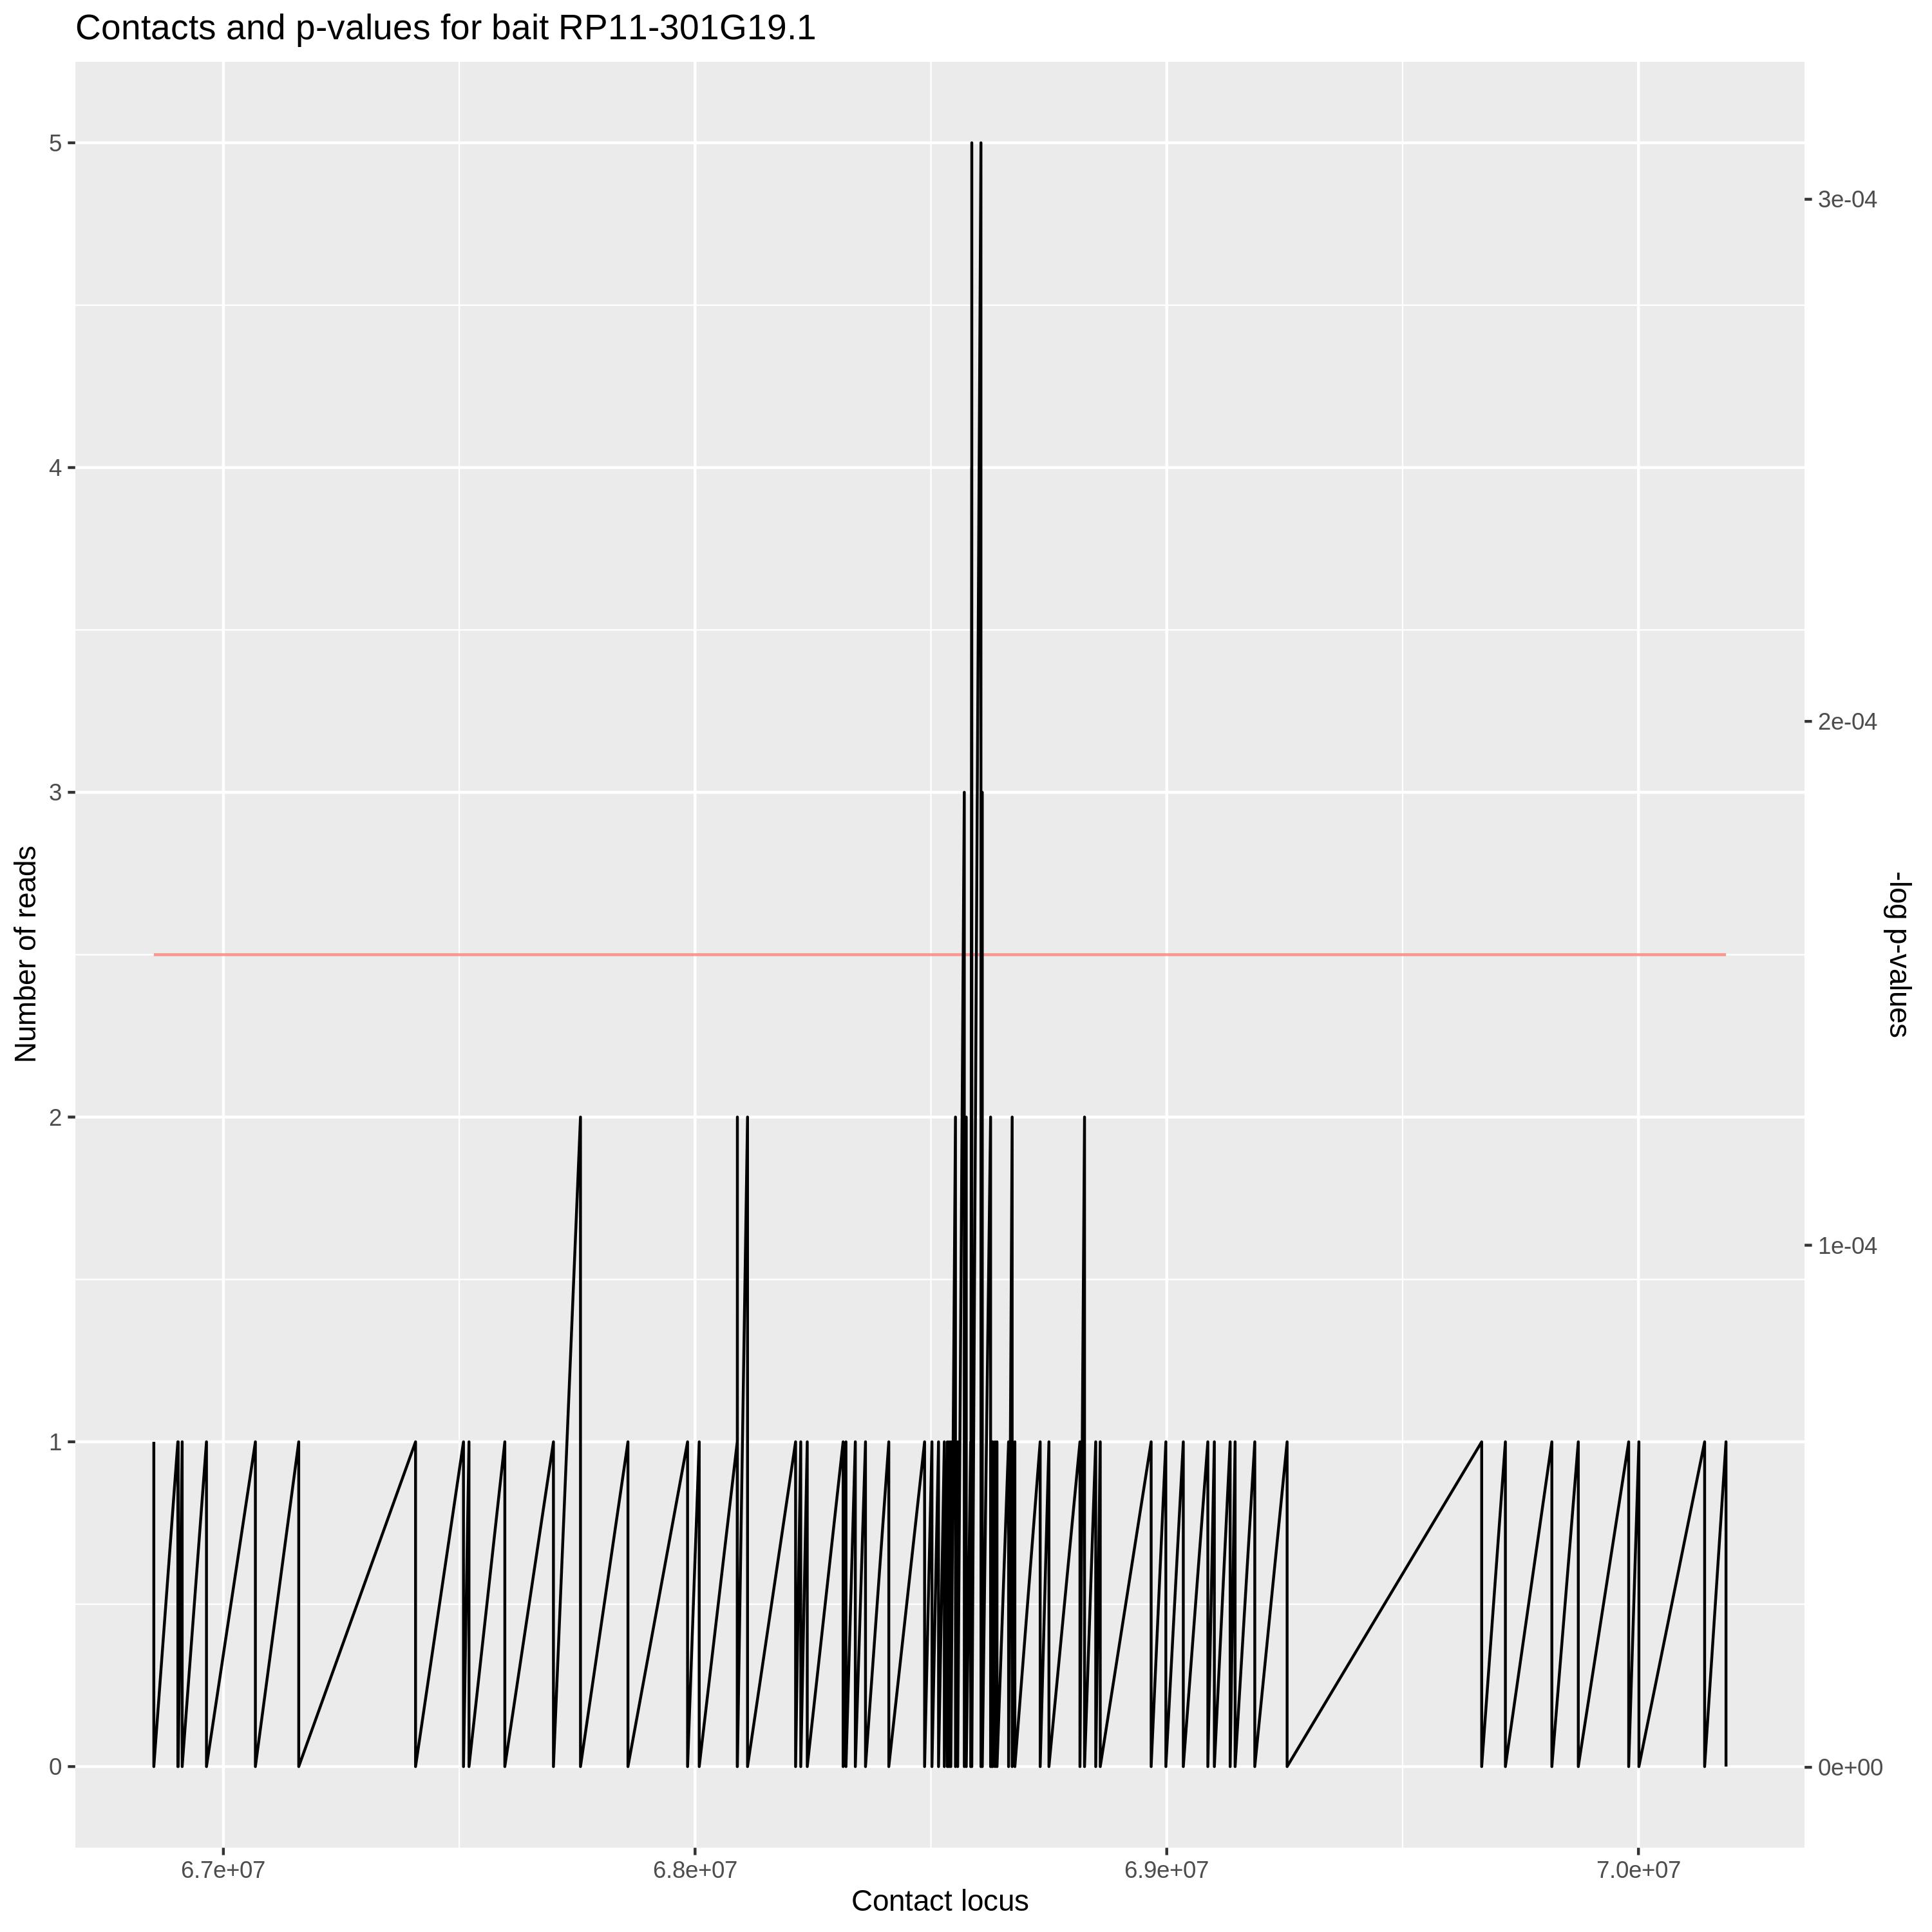 Contacts and p-values for bait RP11-301G19.1
5
4
3
2
1
0
Number of reads
3e-04
2e-04
1e-04
0e+00
-log p-values
6.7e+07 6.8e+07 6.9e+07 7.0e+07
Contact locus